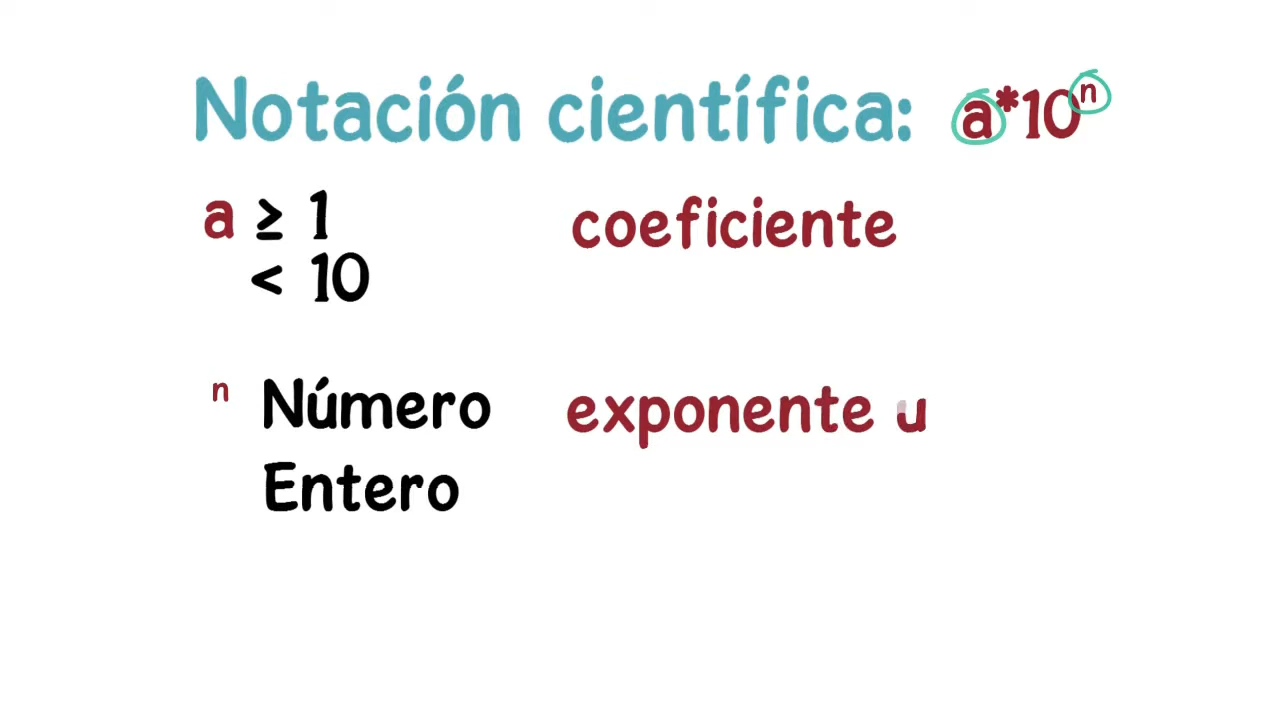 Notación científica: a*10ⁿ
a ≥ 1 coeficiente
< 10
n Número exponente u
Entero